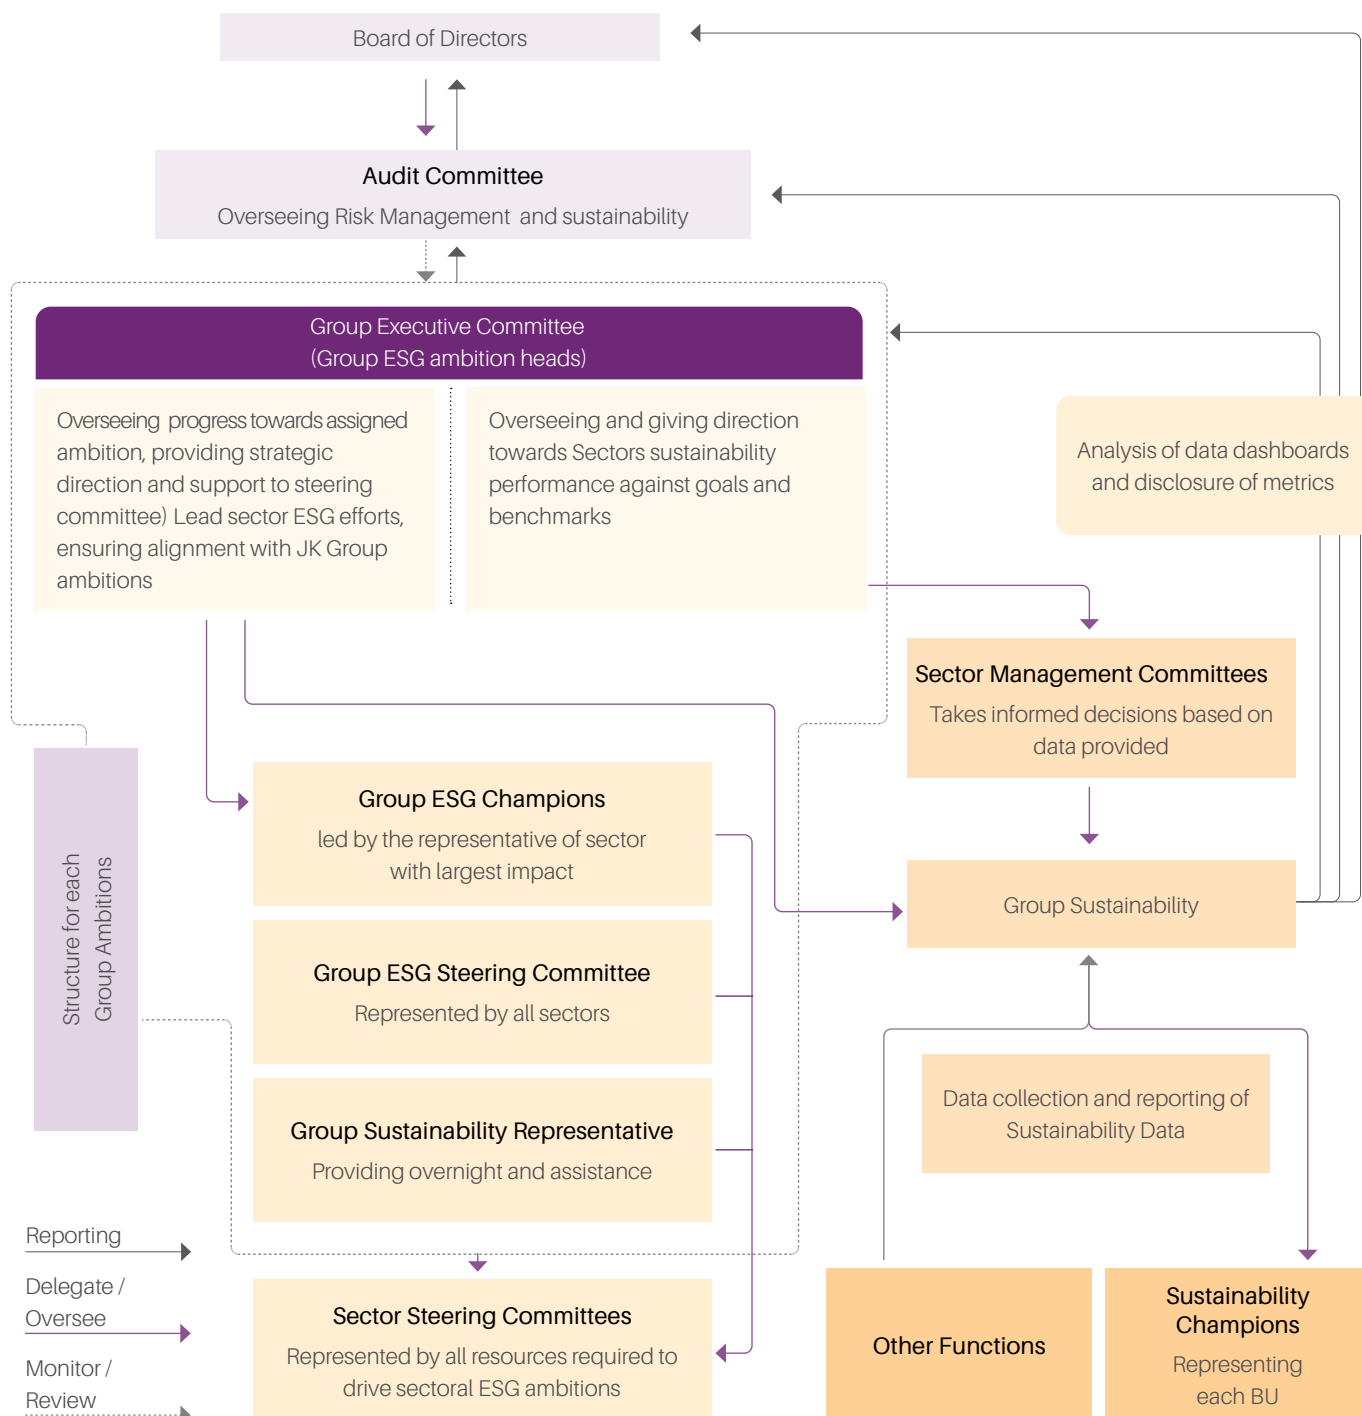 Board of Directors
Audit Committee
Overseeing Risk Management and sustainability
Group Executive Committee
(Group ESG ambition heads)
Overseeing progress towards assigned
ambition, providing strategic
direction and support to steering
committee) Lead sector ESG efforts,
ensuring alignment with JK Group
ambitions
Overseeing and giving direction
towards Sectors sustainability
performance against goals and
benchmarks
Analysis of data dashboards
and disclosure of metrics
Sector Management Committees
Takes informed decisions based on
data provided
Structure for each
Group Ambitions
Group ESG Champions
led by the representative of sector
with largest impact
Group Sustainability
Group ESG Steering Committee
Represented by all sectors
Group Sustainability Representative
Providing overnight and assistance
Data collection and reporting of
Sustainability Data
Reporting
Delegate /
Oversee
Monitor /
Review
Sector Steering Committees
Represented by all resources required to
drive sectoral ESG ambitions
Other Functions
Sustainability
Champions
Representing
each BU